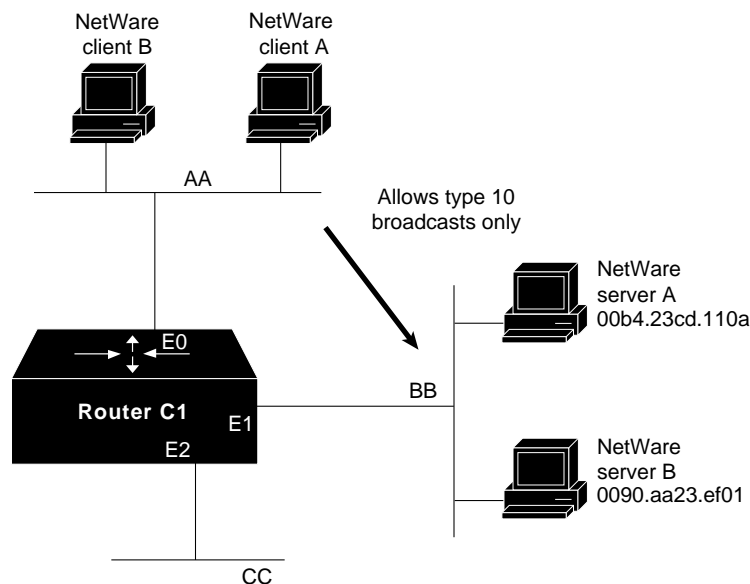 NetWare
client B
NetWare
client A
AA
Allows type 10
broadcasts only
NetWare
server A
00b4.23cd.110a
E0
Router C1
E1
BB
E2
NetWare
server B
0090.aa23.ef01
CC